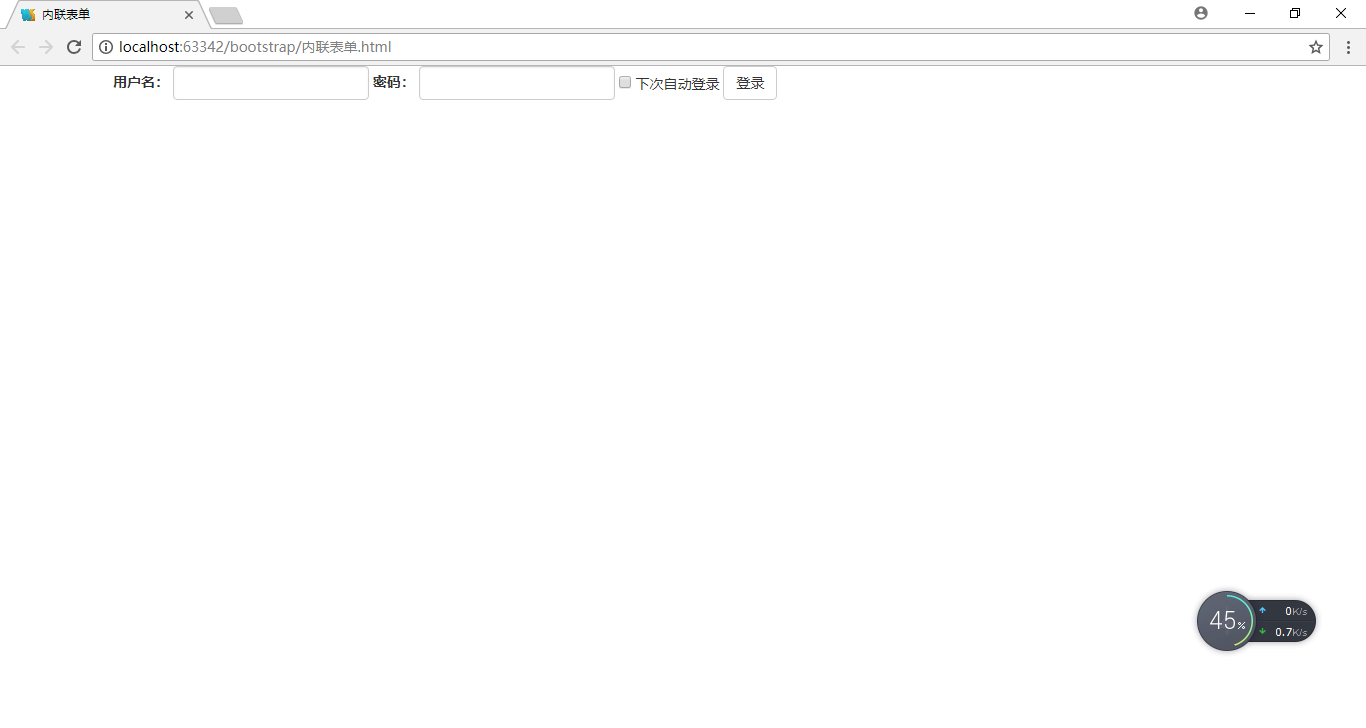 内联表单
localhost:63342/bootstrap/内联表单.html
用户名： 密码： 下次自动登录 登录
45% 0K/s
0.7K/s